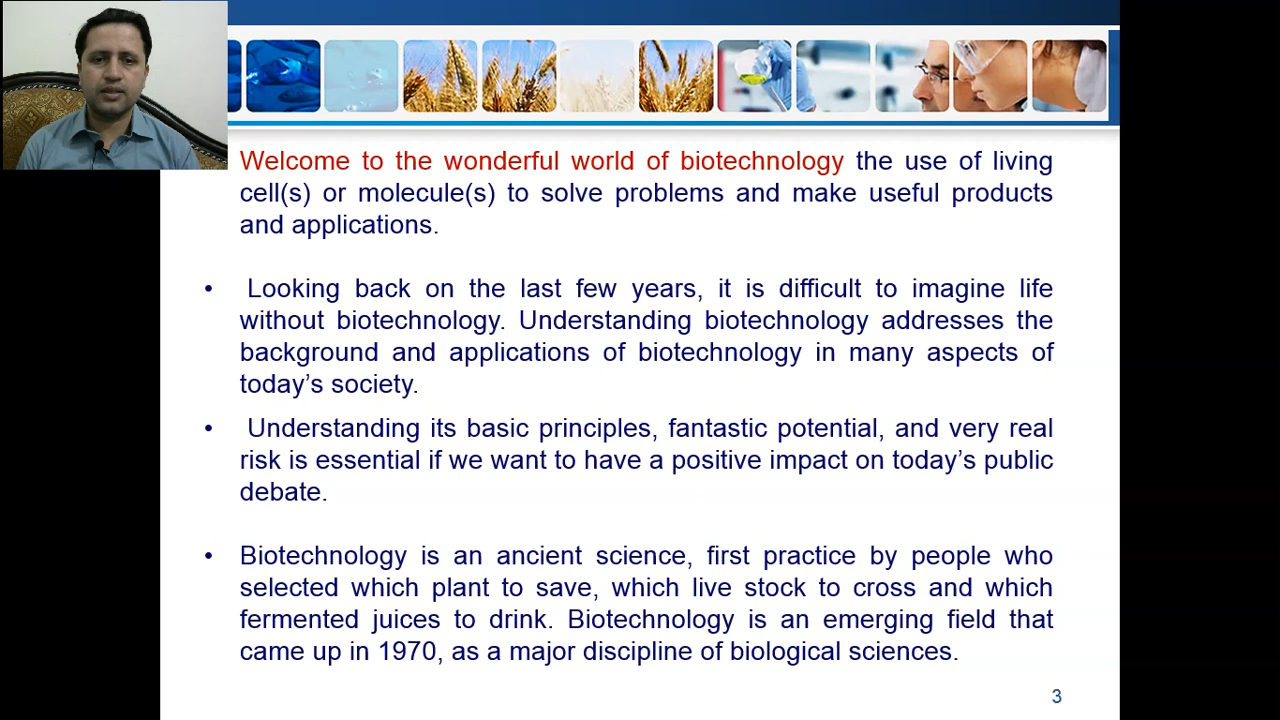 Welcome to the wonderful world of biotechnology the use of living
cell(s) or molecule(s) to solve problems and make useful products
and applications.
• Looking back on the last few years, it is difficult to imagine life
without biotechnology. Understanding biotechnology addresses the
background and applications of biotechnology in many aspects of
today’s society.
• Understanding its basic principles, fantastic potential, and very real
risk is essential if we want to have a positive impact on today’s public
debate.
• Biotechnology is an ancient science, first practice by people who
selected which plant to save, which live stock to cross and which
fermented juices to drink. Biotechnology is an emerging field that
came up in 1970, as a major discipline of biological sciences.
3